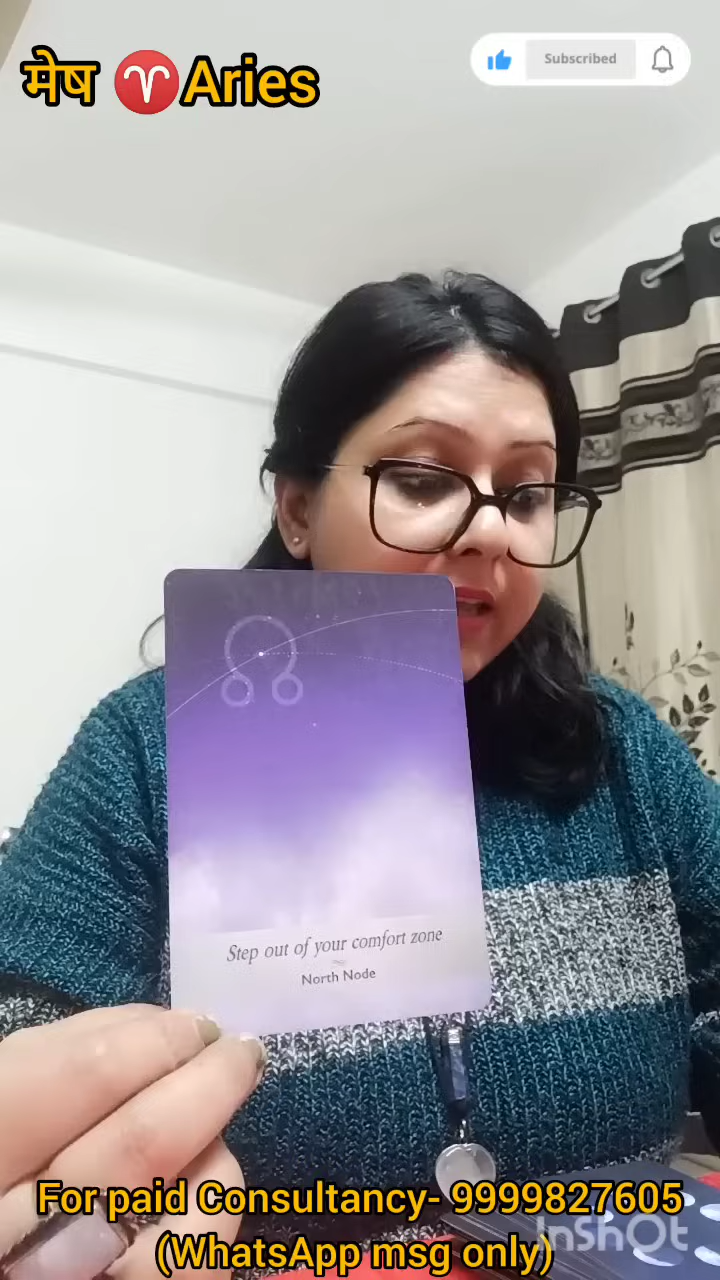 मेष ♈Aries
Subscribed
Step out of your comfort zone
North Node
For paid Consultancy- 9999827605
(WhatsApp msg only)
InShOt